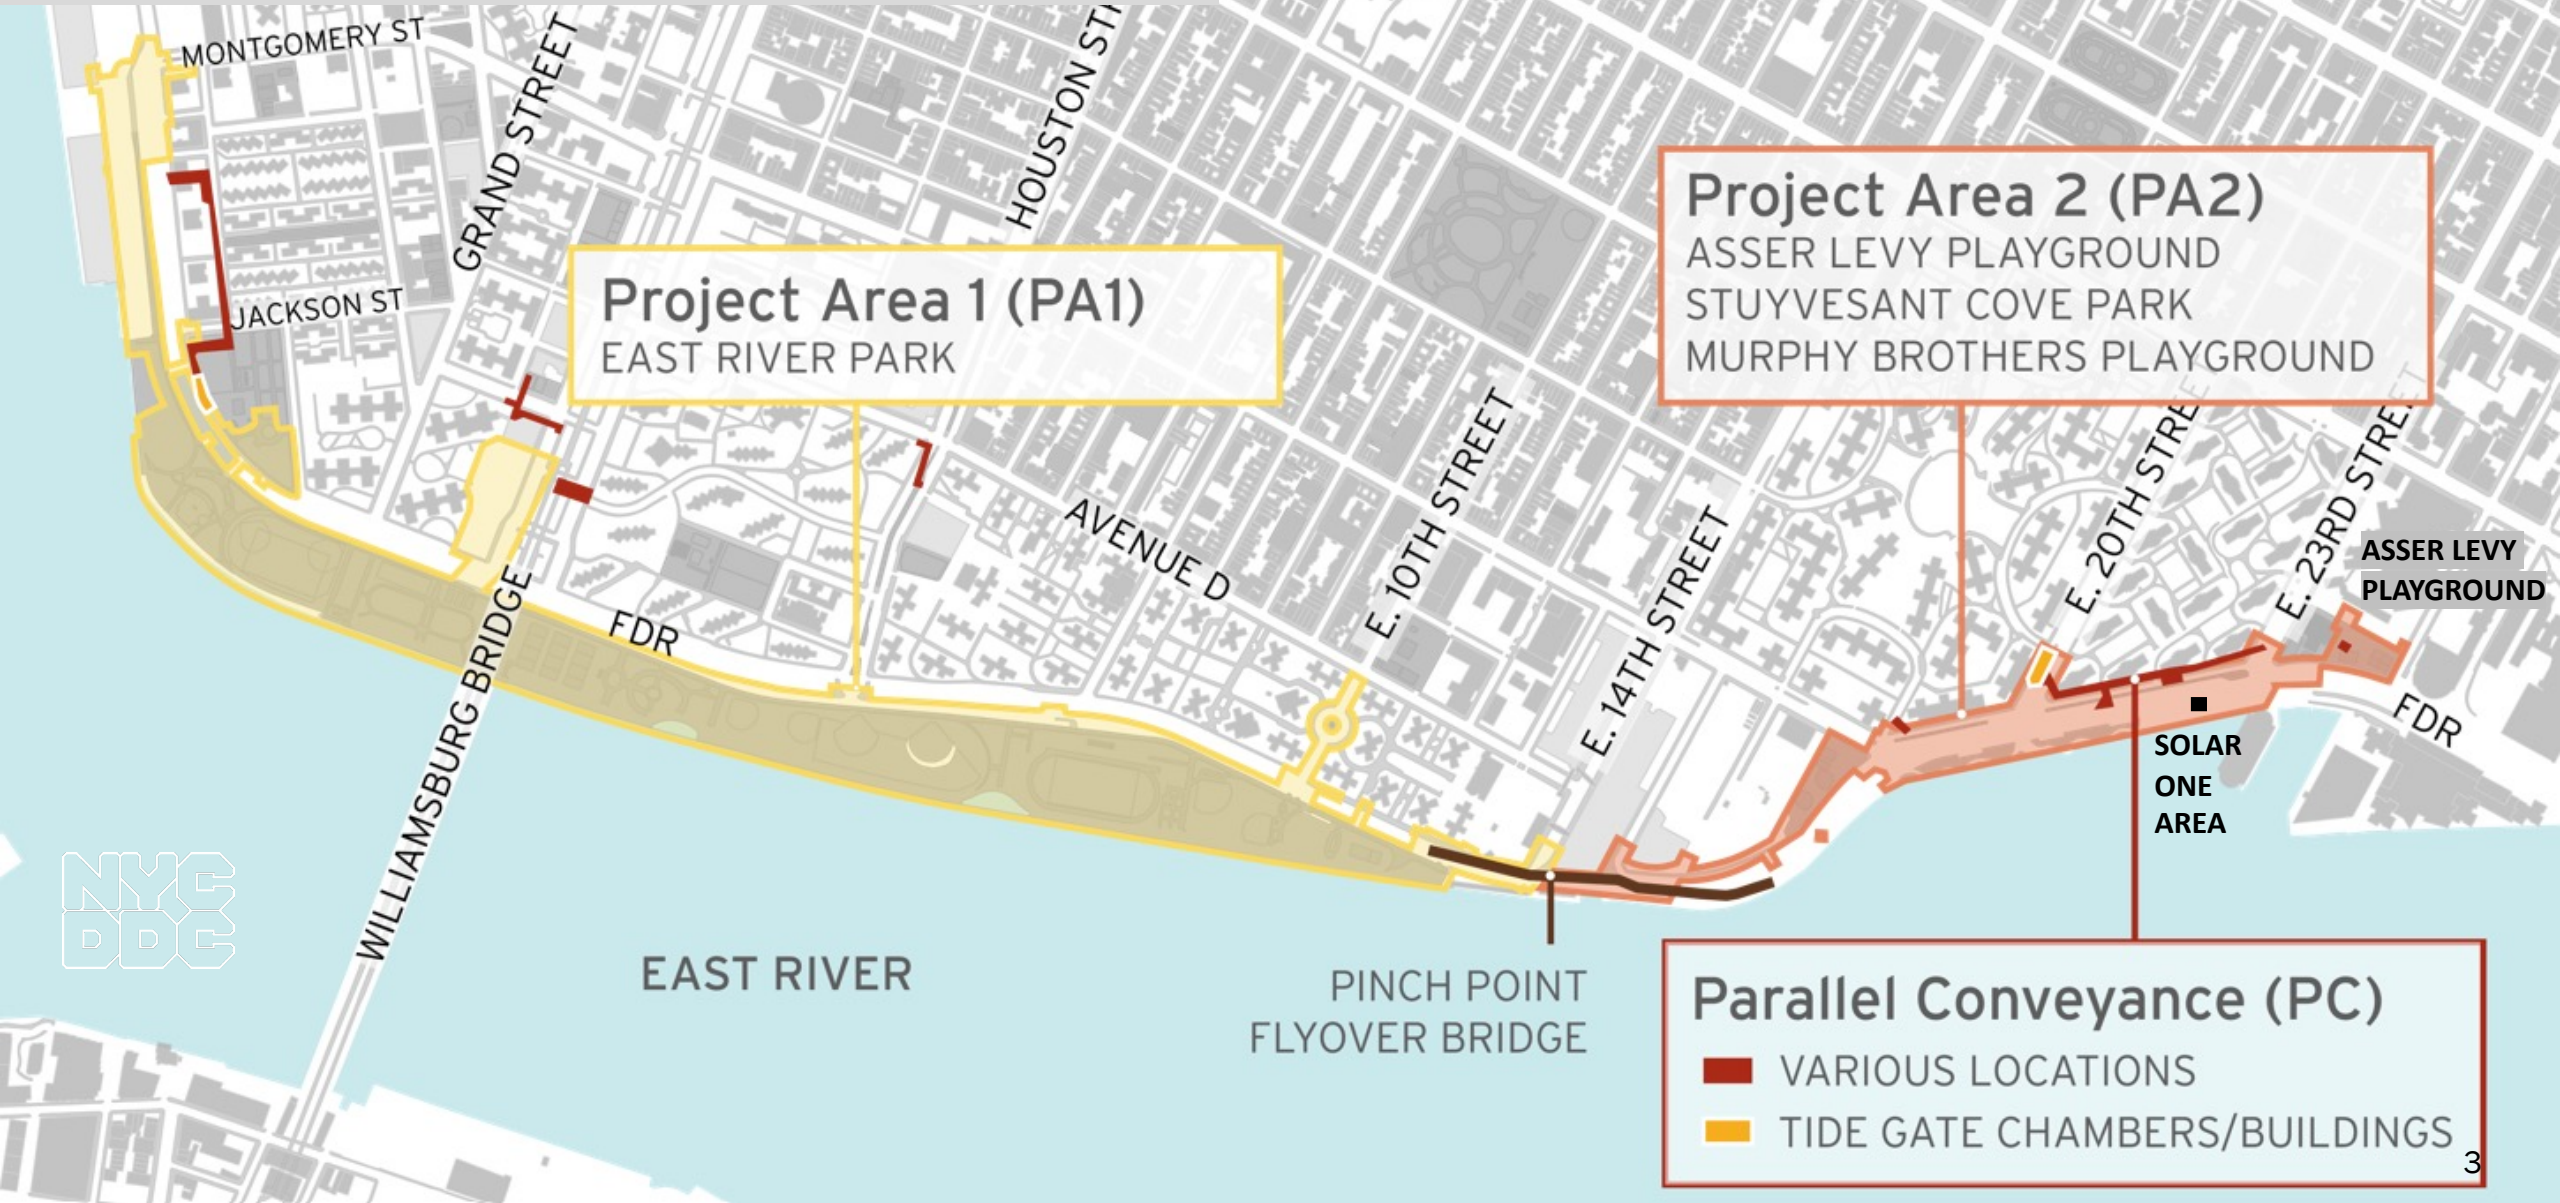 MONTGOMERY ST
GRAND STREET
HOUSTON ST
JACKSON ST
Project Area 1 (PA1)
EAST RIVER PARK
Project Area 2 (PA2)
ASSER LEVY PLAYGROUND
STUYVESANT COVE PARK
MURPHY BROTHERS PLAYGROUND
AVENUE D
E. 10TH STREET
E. 14TH STREET
E. 20TH STREE
E. 23RD STREET
ASSER LEVY
PLAYGROUND
FDR
FDR
SOLAR
ONE
AREA
WILLIAMSBURG BRIDGE
NYC
DDC
EAST RIVER
PINCH POINT
FLYOVER BRIDGE
Parallel Conveyance (PC)
VARIOUS LOCATIONS
TIDE GATE CHAMBERS/BUILDINGS
3